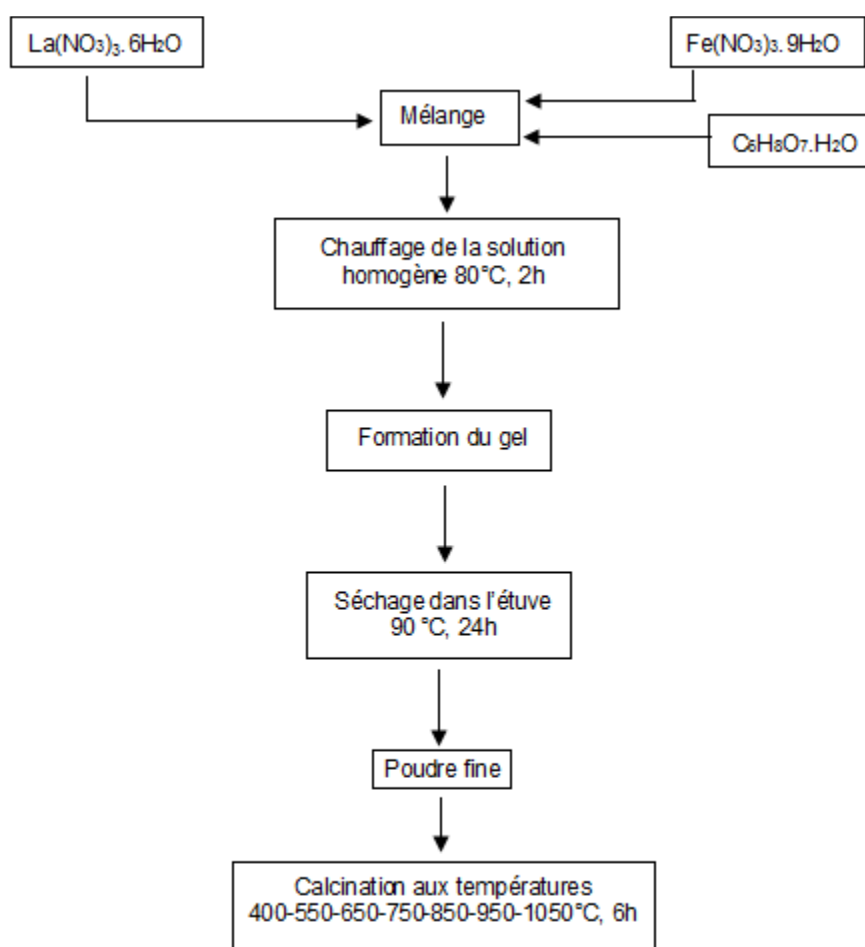 La(NO3)3. 6H2O
Fe(NO3)3. 9H2O
Mélange
C6H8O7.H2O
Chauffage de la solution
homogène 80°C, 2h
Formation du gel
Séchage dans l'étuve
90 °C, 24h
Poudre fine
Calcination aux températures
400-550-650-750-850-950-1050°C, 6h